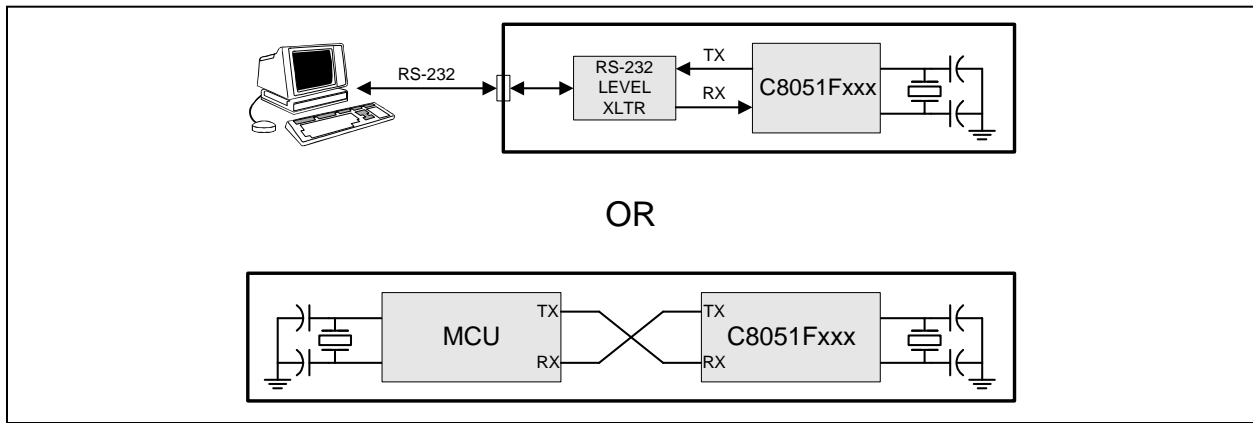 RS-232
RS-232
LEVEL
XLTR
TX
RX
C8051Fxxx
OR
MCU
TX
RX
TX
RX
C8051Fxxx